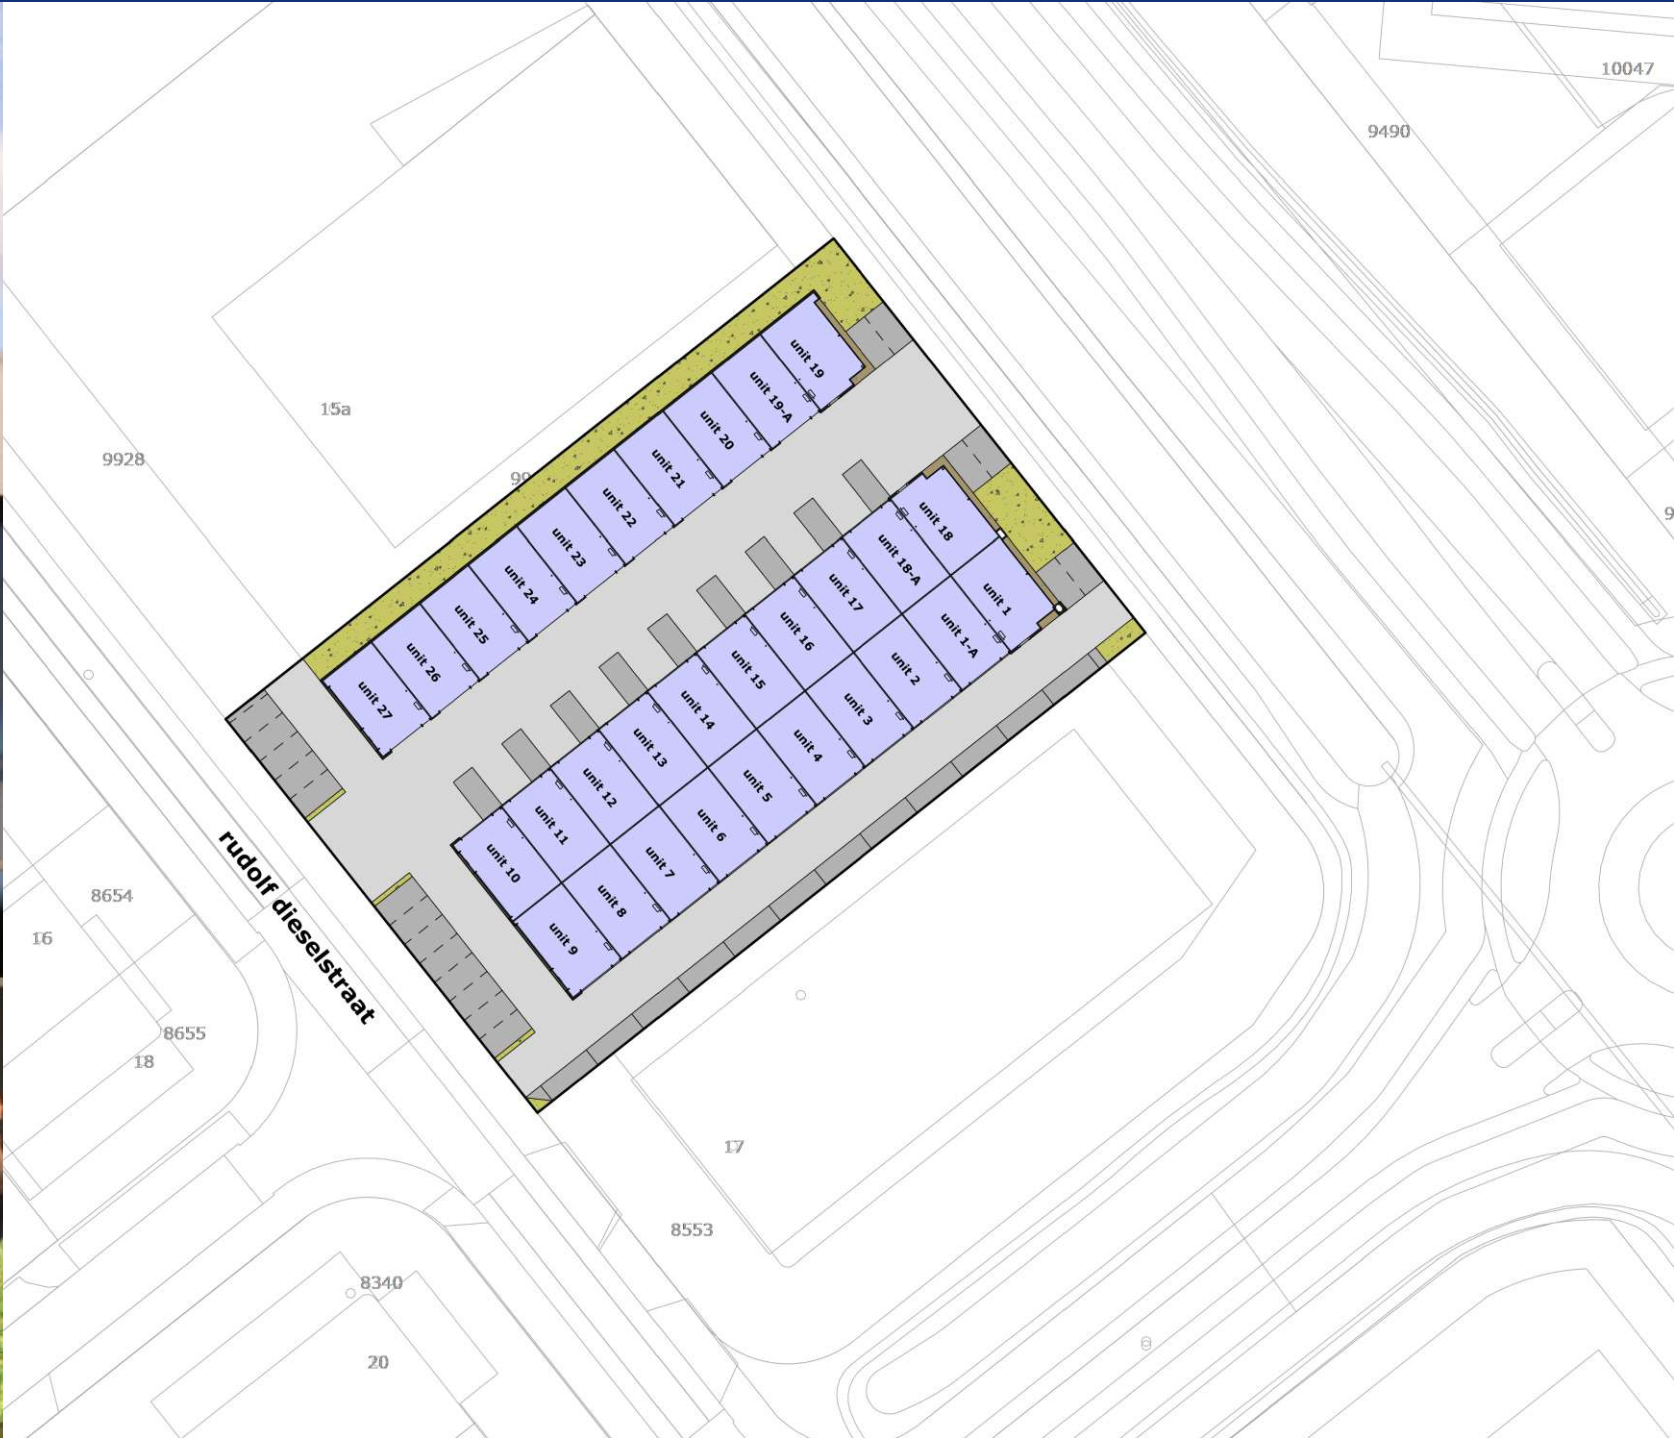 10047
9490
unit 19
15a
unit 19-A
unit 20
9928
unit 21
99
unit 22
unit 18
9
unit 23
unit 18-A
unit 24
unit 17
unit 1
unit 25
unit 16
unit 1-A
unit 26
unit 15
unit 2
unit 27
unit 14
unit 3
unit 13
unit 4
unit 12
unit 5
unit 11
unit 6
unit 10
unit 7
8654
unit 8
rudolf dieselstraat
16
unit 9
8655
18
17
8553
8340
20